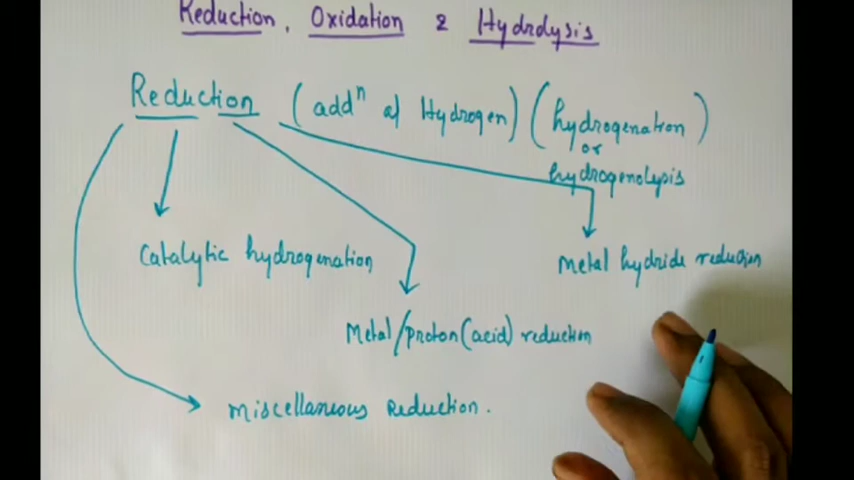 Reduction, Oxidation & Hydrolysis
Reduction (addn of Hydrogen) (hydrogenation
or
hydrogenolysis)
Catalytic hydrogenation
Metal hydride reduction
Metal/proton(acid) reduction
Miscellaneous Reduction.